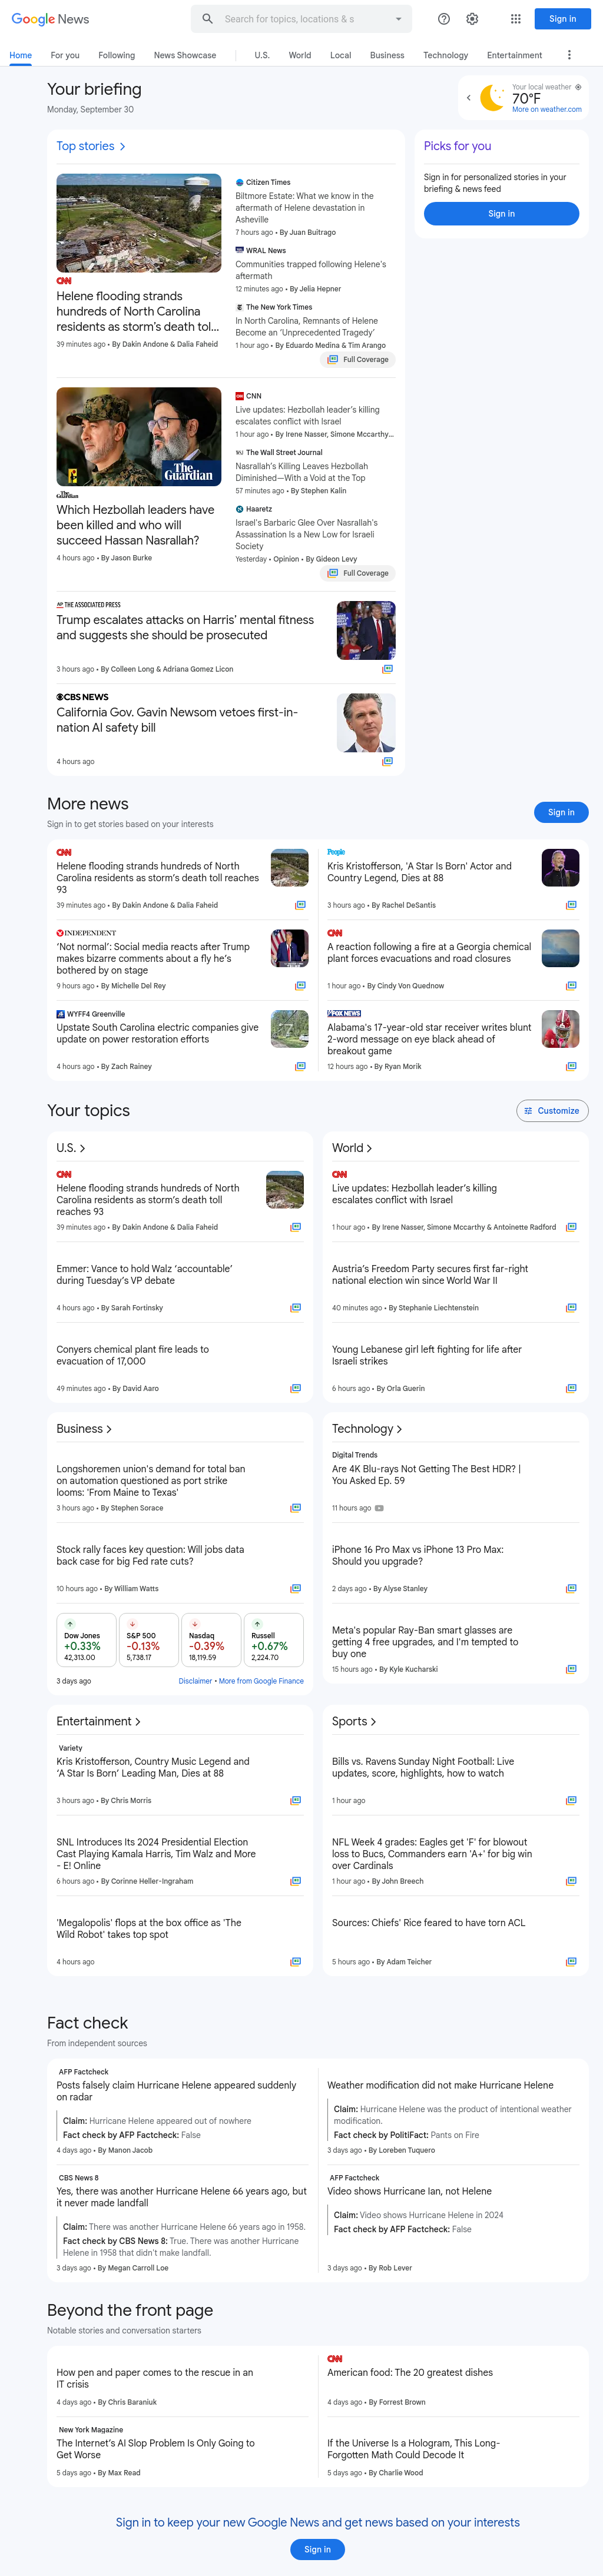 Google News
Search for topics, locations & s
Sign in
Home
For you
Following
News Showcase
U.S.
World
Local
Business
Technology
Entertainment
Your briefing
Monday, September 30
Your local weather
70°F
More on weather.com
Top stories
CNN
Helene flooding strands
hundreds of North Carolina
residents as storm's death tol...
39 minutes ago • By Dakin Andone & Dalia Faheid
Citizen Times
Biltmore Estate: What we know in the
aftermath of Helene devastation in
Asheville
7 hours ago • By Juan Buitrago
WRAL News
Communities trapped following Helene's
aftermath
12 minutes ago • By Jelia Hepner
The New York Times
In North Carolina, Remnants of Helene
Become an 'Unprecedented Tragedy'
1 hour ago • By Eduardo Medina & Tim Arango
Full Coverage
The Guardian
The Guardian
Which Hezbollah leaders have
been killed and who will
succeed Hassan Nasrallah?
4 hours ago • By Jason Burke
CNN
Live updates: Hezbollah leader's killing
escalates conflict with Israel
1 hour ago • By Irene Nasser, Simone Mccarthy...
The Wall Street Journal
Nasrallah's Killing Leaves Hezbollah
Diminished—With a Void at the Top
57 minutes ago • By Stephen Kalin
Haaretz
Israel's Barbaric Glee Over Nasrallah's
Assassination Is a New Low for Israeli
Society
Yesterday • Opinion • By Gideon Levy
Full Coverage
AP THE ASSOCIATED PRESS
Trump escalates attacks on Harris' mental fitness
and suggests she should be prosecuted
3 hours ago • By Colleen Long & Adriana Gomez Licon
CBS NEWS
California Gov. Gavin Newsom vetoes first-in-
nation AI safety bill
4 hours ago
Picks for you
Sign in for personalized stories in your
briefing & news feed
Sign in
More news
Sign in to get stories based on your interests
Sign in
CNN
Helene flooding strands hundreds of North
Carolina residents as storm's death toll reaches
93
39 minutes ago • By Dakin Andone & Dalia Faheid
People
Kris Kristofferson, 'A Star Is Born' Actor and
Country Legend, Dies at 88
3 hours ago • By Rachel DeSantis
INDEPENDENT
'Not normal': Social media reacts after Trump
makes bizarre comments about a fly he's
bothered by on stage
9 hours ago • By Michelle Del Rey
CNN
A reaction following a fire at a Georgia chemical
plant forces evacuations and road closures
1 hour ago • By Cindy Von Quednow
WYFF4 Greenville
Upstate South Carolina electric companies give
update on power restoration efforts
4 hours ago • By Zach Rainey
FOX NEWS
Alabama's 17-year-old star receiver writes blunt
2-word message on eye black ahead of
breakout game
12 hours ago • By Ryan Morik
Your topics
Customize
U.S.
CNN
Helene flooding strands hundreds of North
Carolina residents as storm's death toll
reaches 93
39 minutes ago • By Dakin Andone & Dalia Faheid
Emmer: Vance to hold Walz 'accountable'
during Tuesday's VP debate
4 hours ago • By Sarah Fortinsky
Conyers chemical plant fire leads to
evacuation of 17,000
49 minutes ago • By David Aaro
World
CNN
Live updates: Hezbollah leader's killing
escalates conflict with Israel
1 hour ago • By Irene Nasser, Simone Mccarthy & Antoinette Radford
Austria's Freedom Party secures first far-right
national election win since World War II
40 minutes ago • By Stephanie Liechtenstein
Young Lebanese girl left fighting for life after
Israeli strikes
6 hours ago • By Orla Guerin
Business
Longshoremen union's demand for total ban
on automation questioned as port strike
looms: 'From Maine to Texas'
3 hours ago • By Stephen Sorace
Stock rally faces key question: Will jobs data
back case for big Fed rate cuts?
10 hours ago • By William Watts
Dow Jones
+0.33%
42,313.00
S&P 500
-0.13%
5,738.17
Nasdaq
-0.39%
18,119.59
Russell
+0.67%
2,224.70
3 days ago
Disclaimer • More from Google Finance
Technology
Digital Trends
Are 4K Blu-rays Not Getting The Best HDR? |
You Asked Ep. 59
11 hours ago
iPhone 16 Pro Max vs iPhone 13 Pro Max:
Should you upgrade?
2 days ago • By Alyse Stanley
Meta's popular Ray-Ban smart glasses are
getting 4 free upgrades, and I'm tempted to
buy one
15 hours ago • By Kyle Kucharski
Entertainment
Variety
Kris Kristofferson, Country Music Legend and
'A Star Is Born' Leading Man, Dies at 88
3 hours ago • By Chris Morris
SNL Introduces Its 2024 Presidential Election
Cast Playing Kamala Harris, Tim Walz and More
- E! Online
6 hours ago • By Corinne Heller-Ingraham
'Megalopolis' flops at the box office as 'The
Wild Robot' takes top spot
4 hours ago
Sports
Bills vs. Ravens Sunday Night Football: Live
updates, score, highlights, how to watch
1 hour ago
NFL Week 4 grades: Eagles get 'F' for blowout
loss to Bucs, Commanders earn 'A+' for big win
over Cardinals
1 hour ago • By John Breech
Sources: Chiefs' Rice feared to have torn ACL
5 hours ago • By Adam Teicher
Fact check
From independent sources
AFP Factcheck
Posts falsely claim Hurricane Helene appeared suddenly
on radar
Claim: Hurricane Helene appeared out of nowhere
Fact check by AFP Factcheck: False
4 days ago • By Manon Jacob
Weather modification did not make Hurricane Helene
Claim: Hurricane Helene was the product of intentional weather
modification.
Fact check by PolitiFact: Pants on Fire
3 days ago • By Loreben Tuquero
CBS News 8
Yes, there was another Hurricane Helene 66 years ago, but
it never made landfall
Claim: There was another Hurricane Helene 66 years ago in 1958.
Fact check by CBS News 8: True. There was another Hurricane
Helene in 1958 that didn't make landfall.
3 days ago • By Megan Carroll Loe
AFP Factcheck
Video shows Hurricane Ian, not Helene
Claim: Video shows Hurricane Helene in 2024
Fact check by AFP Factcheck: False
3 days ago • By Rob Lever
Beyond the front page
Notable stories and conversation starters
How pen and paper comes to the rescue in an
IT crisis
4 days ago • By Chris Baraniuk
CNN
American food: The 20 greatest dishes
4 days ago • By Forrest Brown
New York Magazine
The Internet's AI Slop Problem Is Only Going to
Get Worse
5 days ago • By Max Read
If the Universe Is a Hologram, This Long-
Forgotten Math Could Decode It
5 days ago • By Charlie Wood
Sign in to keep your new Google News and get news based on your interests
Sign in